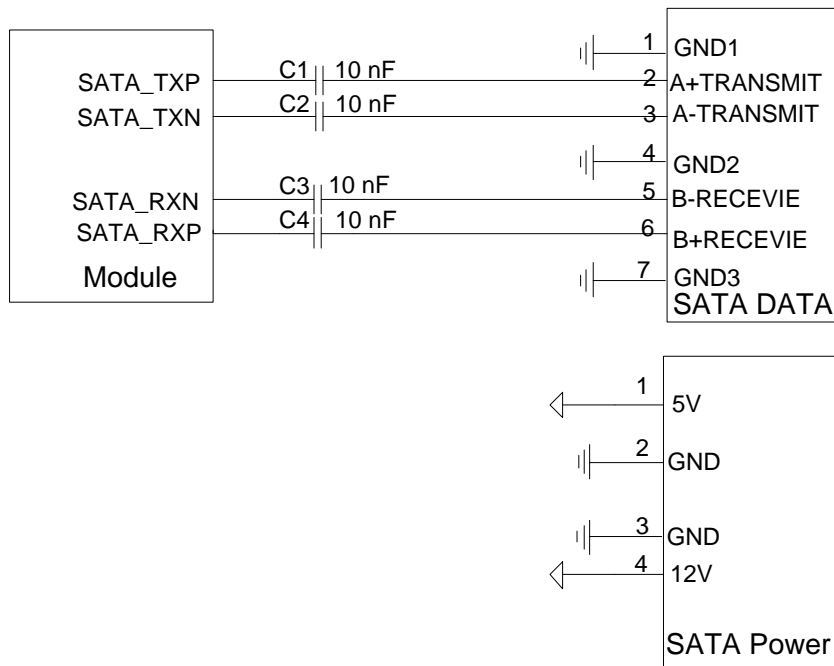 1 GND1
SATA_TXP C1 10 nF 2 A+TRANSMIT
SATA_TXN C2 10 nF 3 A-TRANSMIT
4 GND2
SATA_RXN C3 10 nF 5 B-RECEVIE
SATA_RXP C4 10 nF 6 B+RECEVIE
Module 7 GND3
SATA DATA
1 5V
2 GND
3 GND
4 12V
SATA Power